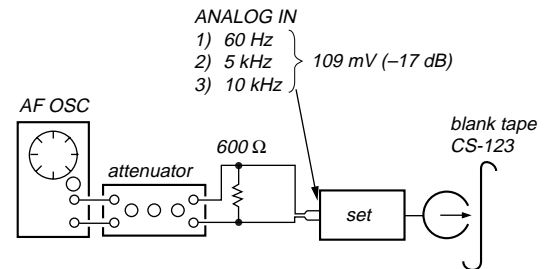 ANALOG IN
1) 60 Hz
2) 5 kHz
3) 10 kHz
109 mV (–17 dB)
AF OSC
attenuator
600 Ω
set
blank tape
CS-123